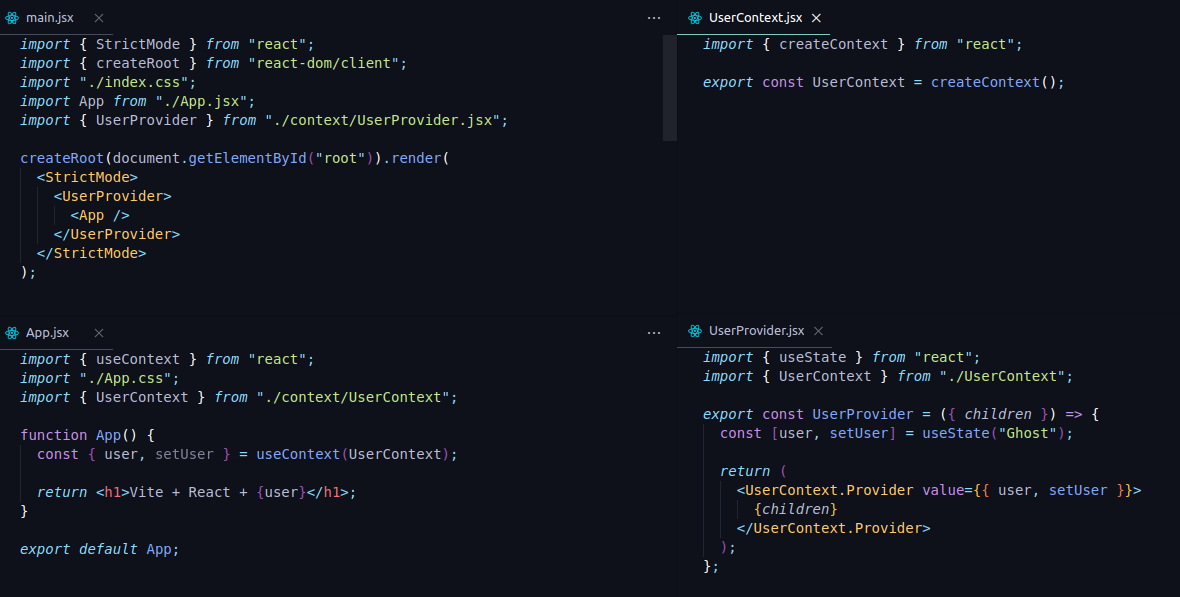 main.jsx
import { StrictMode } from "react";
import { createRoot } from "react-dom/client";
import "./index.css";
import App from "./App.jsx";
import { UserProvider } from "./context/UserProvider.jsx";
createRoot(document.getElementById("root")).render(
<StrictMode>
<UserProvider>
<App />
</UserProvider>
</StrictMode>
);
UserContext.jsx
import { createContext } from "react";
export const UserContext = createContext();
App.jsx
import { useContext } from "react";
import "./App.css";
import { UserContext } from "./context/UserContext";
function App() {
const { user, setUser } = useContext(UserContext);
return <h1>Vite + React + {user}</h1>;
}
export default App;
UserProvider.jsx
import { useState } from "react";
import { UserContext } from "./UserContext";
export const UserProvider = ({ children }) => {
const [user, setUser] = useState("Ghost");
return (
<UserContext.Provider value={{ user, setUser }}>
{children}
</UserContext.Provider>
);
};